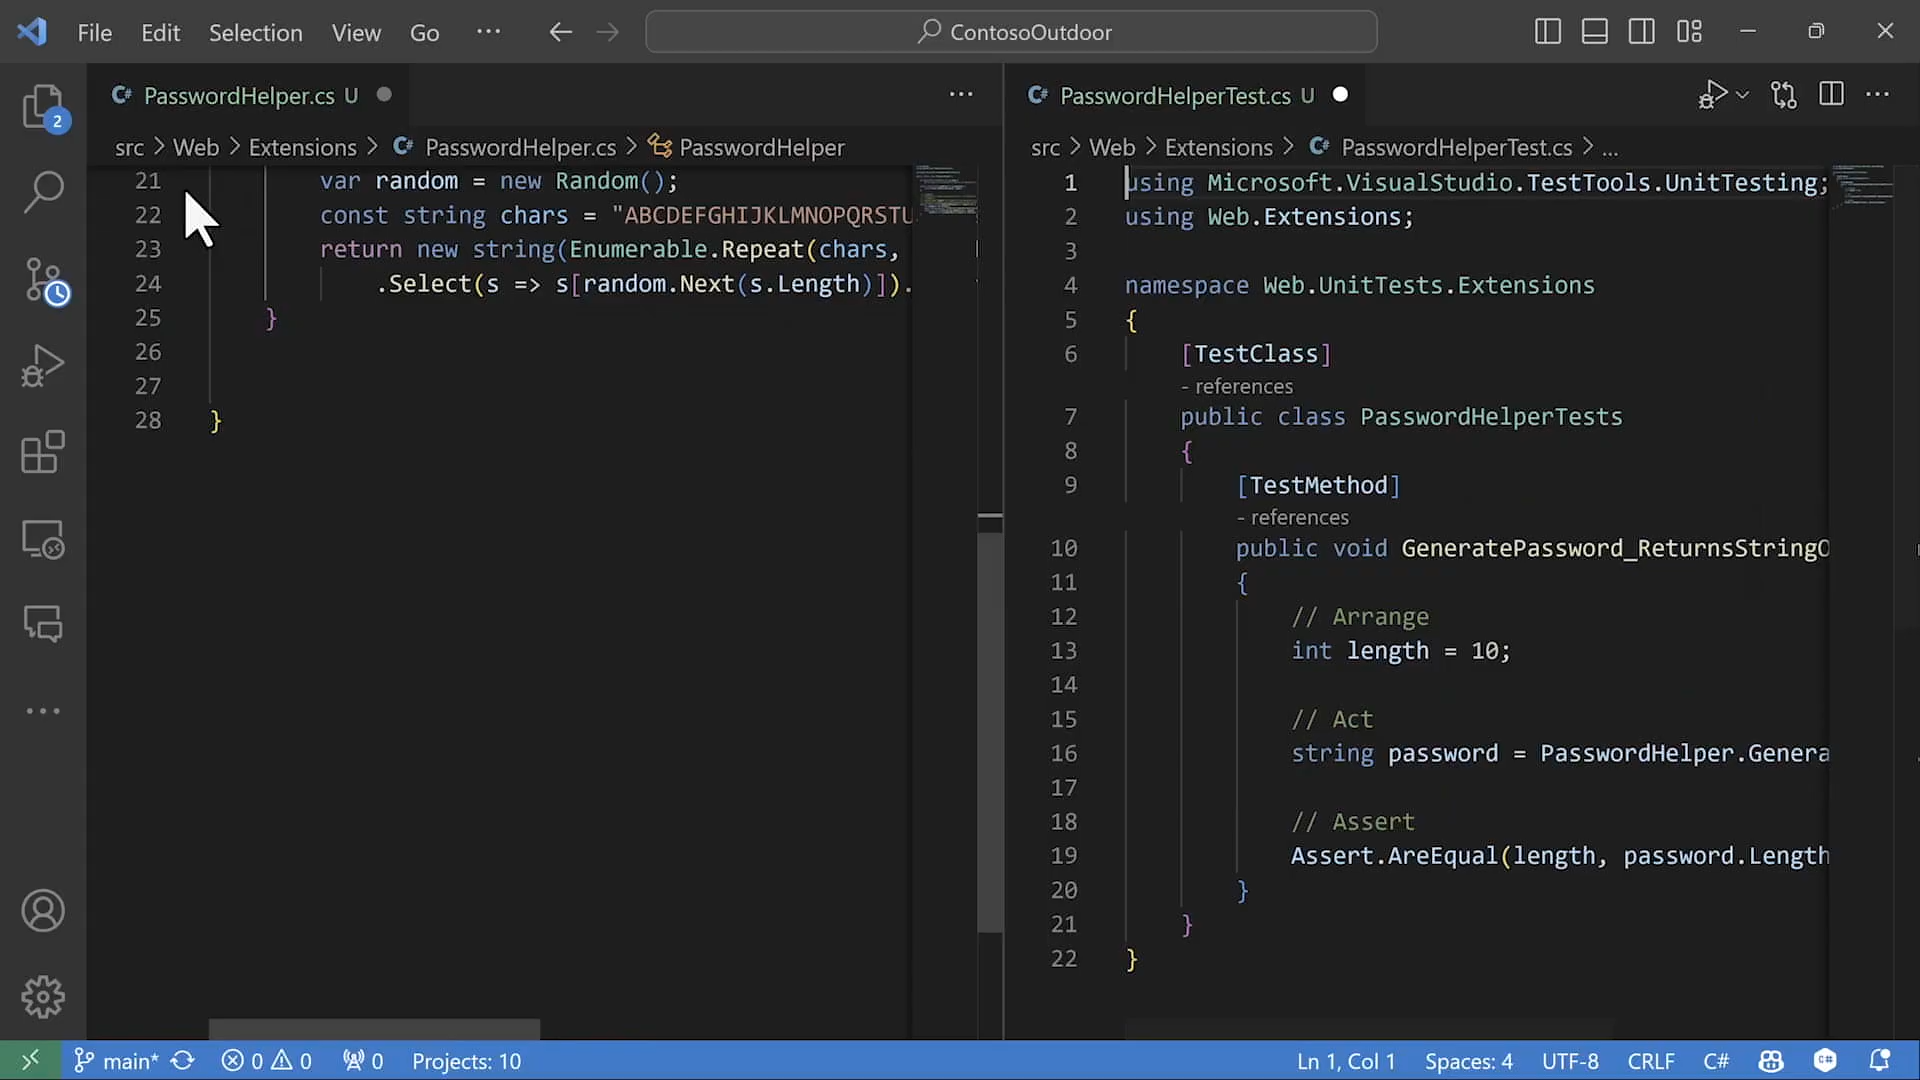 File Edit Selection View Go ··· ContosoOutdoor
PasswordHelper.cs U
src > Web > Extensions > PasswordHelper.cs > PasswordHelper
21 var random = new Random();
22 const string chars = "ABCDEFGHIJKLMNOPQRSTU
23 return new string(Enumerable.Repeat(chars,
24 .Select(s => s[random.Next(s.Length)]).
25 }
26
27
28 }
PasswordHelperTest.cs U
src > Web > Extensions > PasswordHelperTest.cs > ...
1 using Microsoft.VisualStudio.TestTools.UnitTesting;
2 using Web.Extensions;
3
4 namespace Web.UnitTests.Extensions
5 {
6 [TestClass]
- references
7 public class PasswordHelperTests
8 {
9 [TestMethod]
- references
10 public void GeneratePassword_ReturnsStringO
11 {
12 // Arrange
13 int length = 10;
14
15 // Act
16 string password = PasswordHelper.Genera
17
18 // Assert
19 Assert.AreEqual(length, password.Length
20 }
21 }
22 }
2
main* 0 0 0 Projects: 10 Ln 1, Col 1 Spaces: 4 UTF-8 CRLF C#